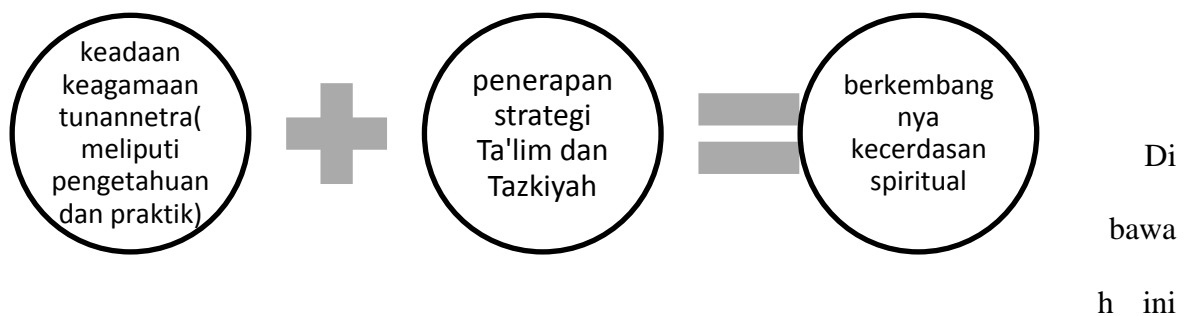 keadaan
keagamaan
tunannetra(
meliputi
pengetahuan
dan praktik)
penerapan
strategi
Ta'lim dan
Tazkiyah
berkembang
nya
kecerdasan
spiritual
Di
bawa
h ini